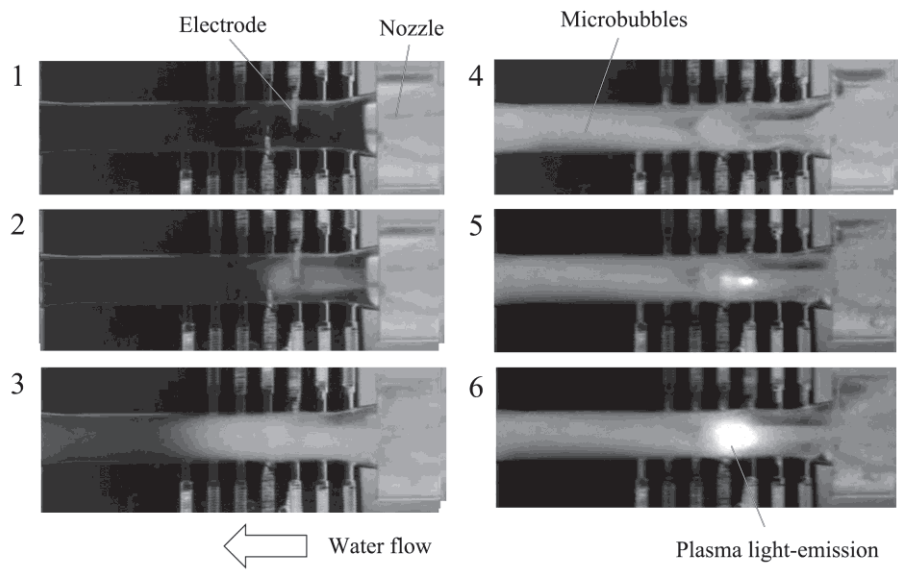 Electrode
Nozzle
Microbubbles
1
4
2
5
3
6
Water flow
Plasma light-emission